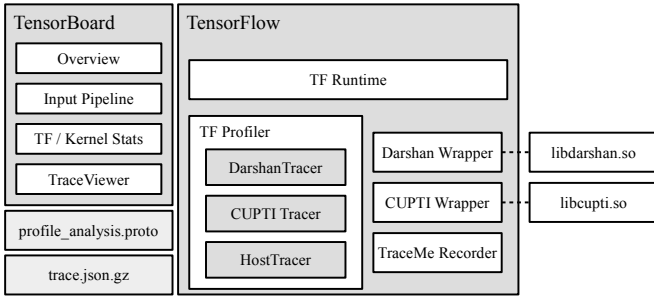 TensorBoard
Overview
Input Pipeline
TF / Kernel Stats
TraceViewer
profile_analysis.proto
trace.json.gz
TensorFlow
TF Runtime
TF Profiler
DarshanTracer
CUPTI Tracer
HostTracer
Darshan Wrapper
CUPTI Wrapper
TraceMe Recorder
libdarshan.so
libcupti.so